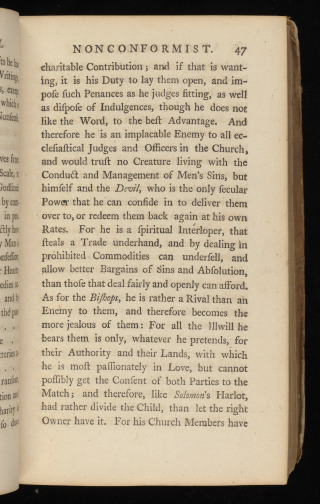 NONCONFORMIST. 47
charitable Contribution; and if that is want-
ing, it is his Duty to lay them open, and im-
pose such Penances as he judges fitting, as well
as dispose of Indulgences, though he does not
like the Word, to the best Advantage. And
therefore he is an implacable Enemy to all ec-
clesiastical Judges and Officers in the Church,
and would trust no Creature living with the
Conduct and Management of Men's Sins, but
himself and the Devil, who is the only secular
Power that he can confide in to deliver them
over to, or redeem them back again at his own
Rates. For he is a spiritual Interloper, that
steals a Trade underhand, and by dealing in
prohibited Commodities can undersell, and
allow better Bargains of Sins and Absolution,
than those that deal fairly and openly can afford.
As for the Bishops, he is rather a Rival than an
Enemy to them, and therefore becomes the
more jealous of them: For all the Illwill he
bears them is only, whatever he pretends, for
their Authority and their Lands, with which
he is most passionately in Love, but cannot
possibly get the Consent of both Parties to the
Match; and therefore, like Solomon's Harlot,
had rather divide the Child, than let the right
Owner have it. For his Church Members have